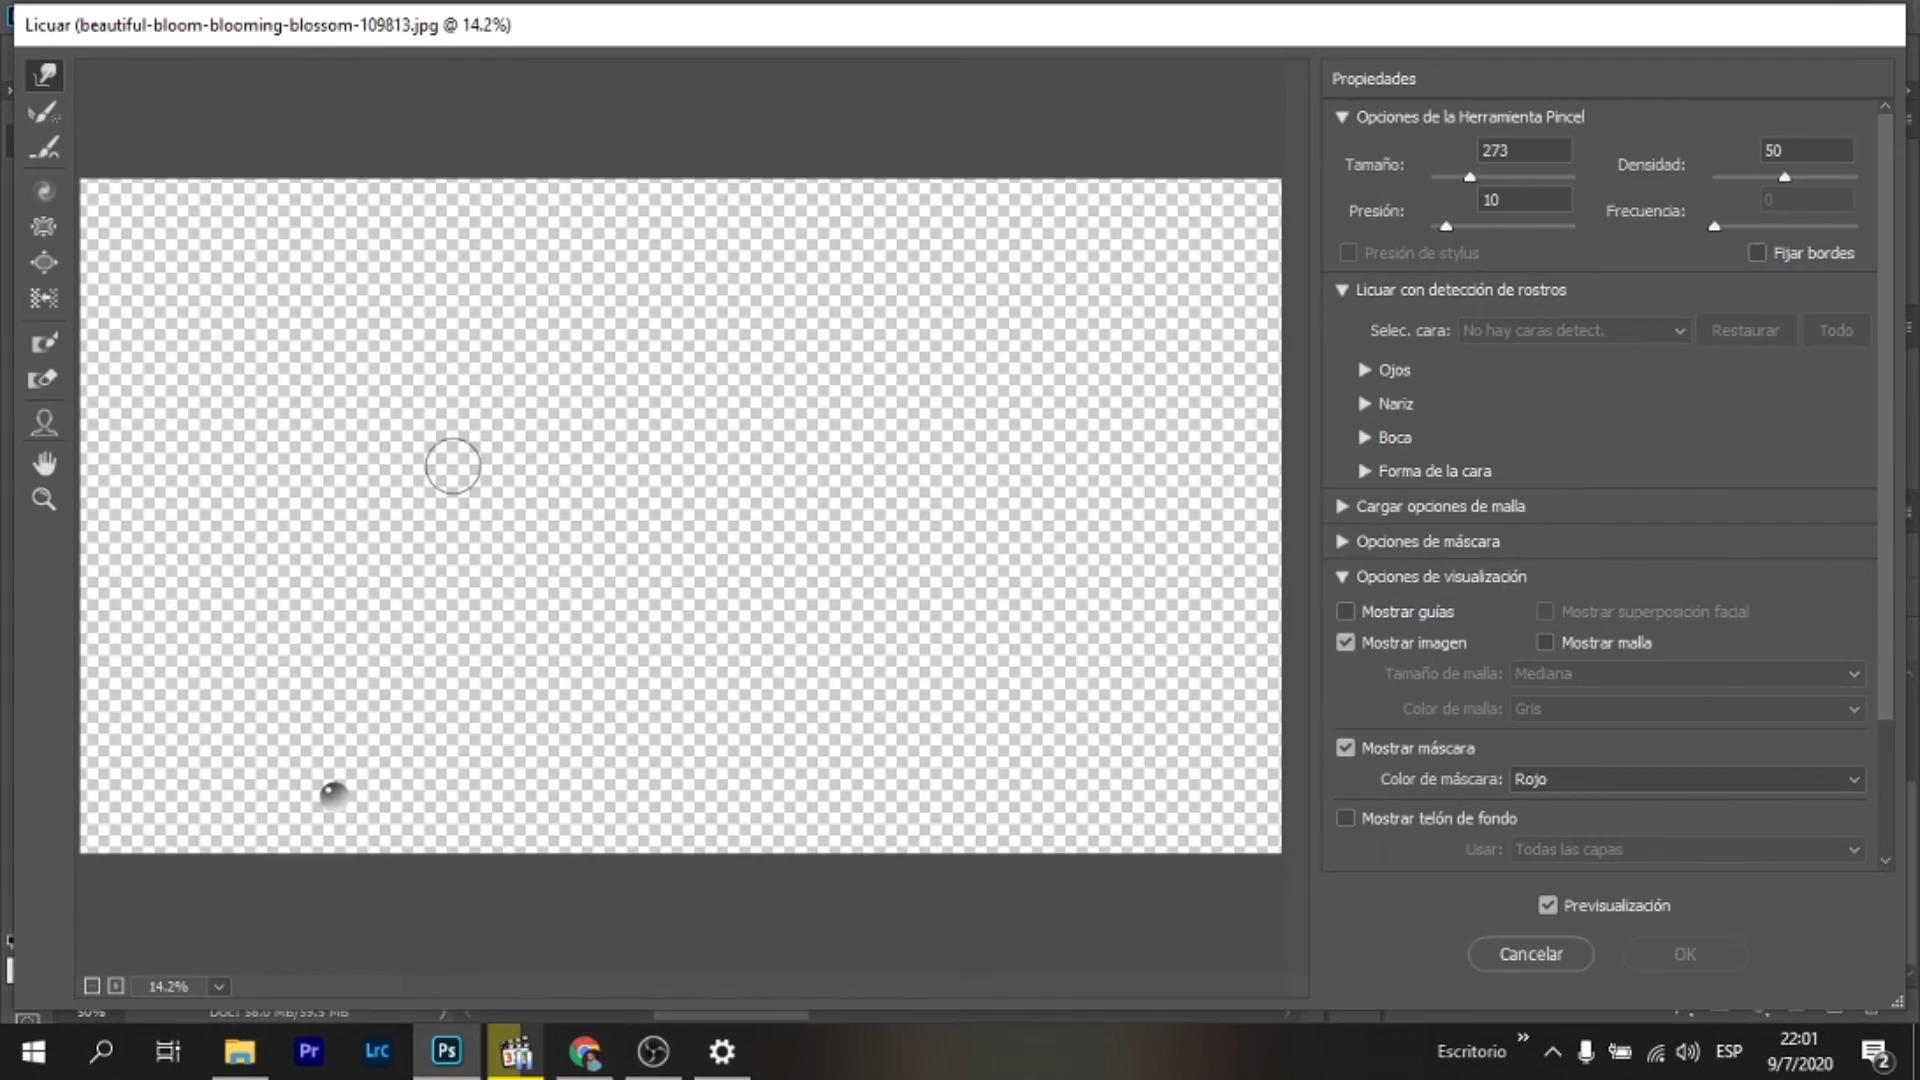 Licuar (beautiful-bloom-blooming-blossom-109813.jpg @ 14.2%)
Propiedades
Opciones de la Herramienta Pincel
Tamaño: 273
Densidad: 50
Presión: 10
Frecuencia: 0
Presión de stylus
Fijar bordes
Licuar con detección de rostros
Selec. cara: No hay caras detect.
Restaurar
Todo
Ojos
Nariz
Boca
Forma de la cara
Cargar opciones de malla
Opciones de máscara
Opciones de visualización
Mostrar guías
Mostrar superposición facial
Mostrar imagen
Mostrar malla
Tamaño de malla: Mediana
Color de malla: Gris
Mostrar máscara
Color de máscara: Rojo
Mostrar telón de fondo
Usar: Todas las capas
Previsualización
Cancelar
OK
14.2%
Pr
Lrc
Ps
31
Escritorio
ESP
22:01
9/7/2020
2